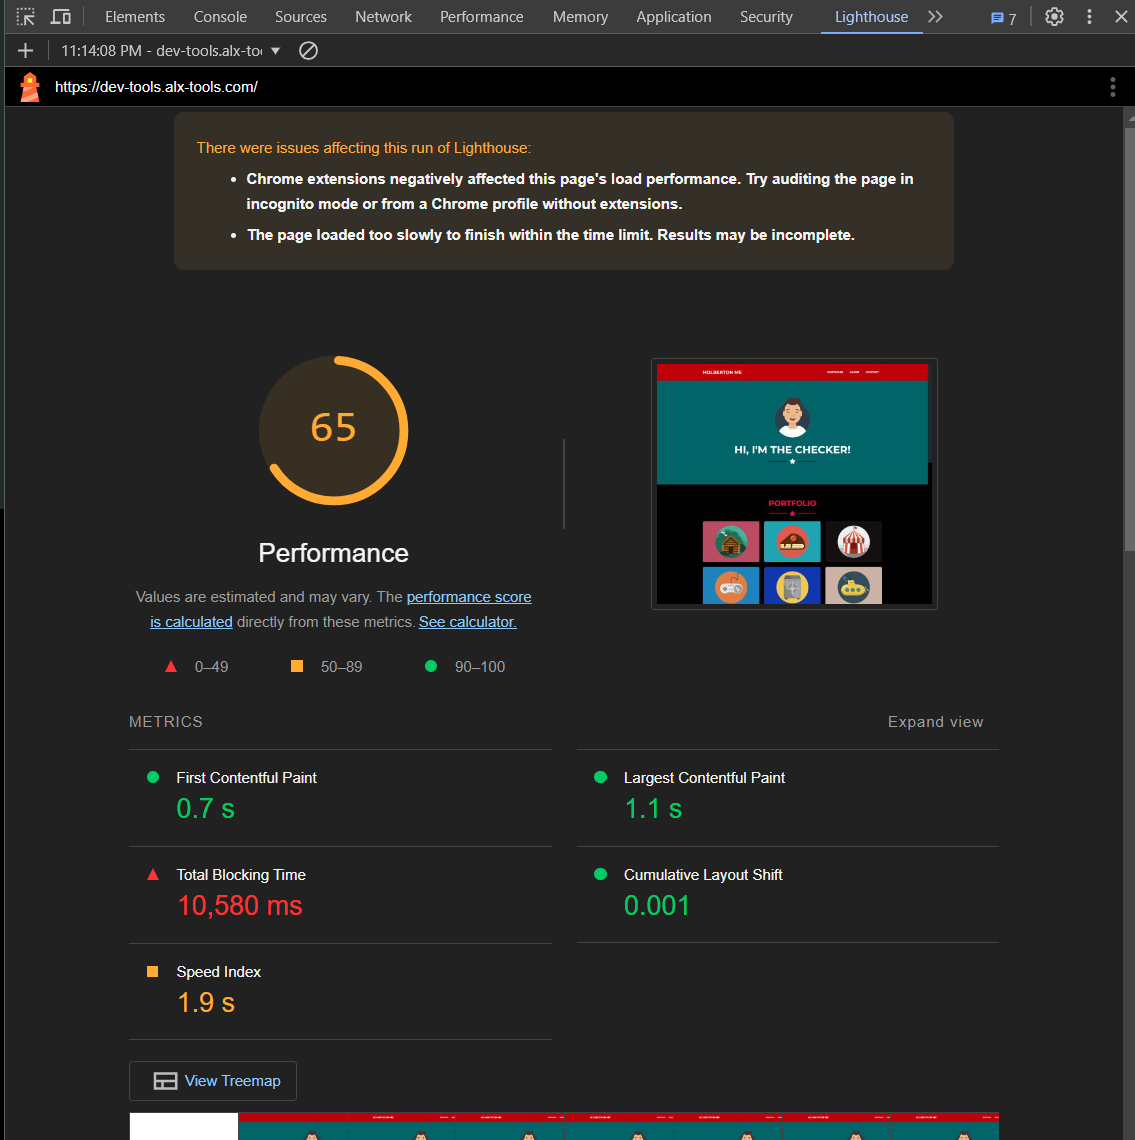 Elements Console Sources Network Performance Memory Application Security Lighthouse 7
11:14:08 PM - dev-tools.alx-to
https://dev-tools.alx-tools.com/
There were issues affecting this run of Lighthouse:
Chrome extensions negatively affected this page's load performance. Try auditing the page in
incognito mode or from a Chrome profile without extensions.
The page loaded too slowly to finish within the time limit. Results may be incomplete.
65
Performance
Values are estimated and may vary. The performance score
is calculated directly from these metrics. See calculator.
0–49 50–89 90–100
HOLBERTON ME PORTFOLIO ABOUT CONTACT
HI, I'M THE CHECKER!
PORTFOLIO
METRICS
Expand view
First Contentful Paint
0.7 s
Largest Contentful Paint
1.1 s
Total Blocking Time
10,580 ms
Cumulative Layout Shift
0.001
Speed Index
1.9 s
View Treemap